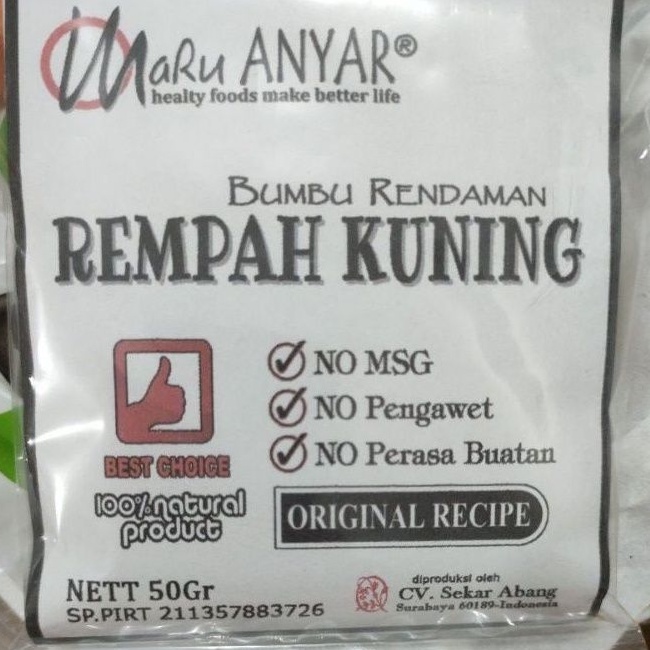 Maru ANYAR®
healty foods make better life
BUMBU RENDAMAN
REMPAH KUNING
NO MSG
NO Pengawet
NO Perasa Buatan
BEST CHOICE
100% natural
product
ORIGINAL RECIPE
NETT 50Gr
SP.PIRT 211357883726
diproduksi oleh
CV. Sekar Abang
Surabaya 60189-Indonesia